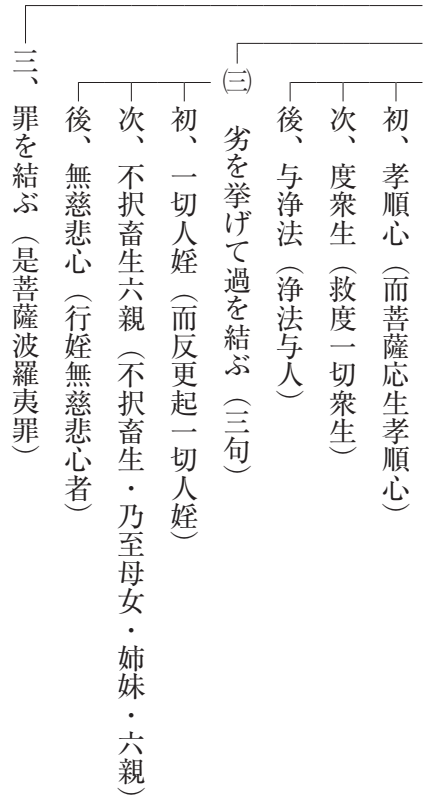 初、孝順心（而菩薩応生孝順心）
次、度衆生（救度一切衆生）
後、与浄法（浄法与人）
㈢　劣を挙げて過を結ぶ（三句）
初、一切人婬（而反更起一切人婬）
次、不択畜生六親（不択畜生・乃至母女・姉妹・六親）
後、無慈悲心（行婬無慈悲心者）
三、罪を結ぶ（是菩薩波羅夷罪）